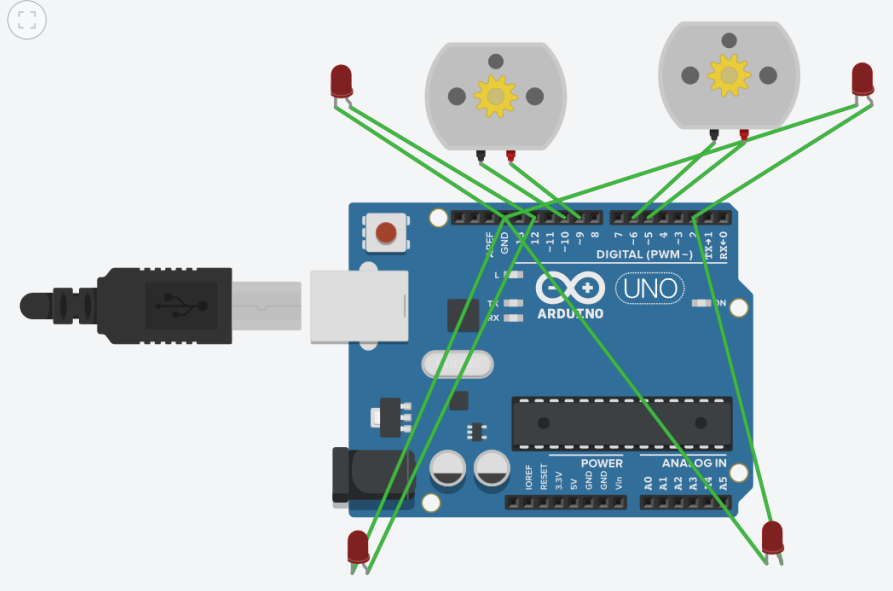 AREF
GND
13
12
~11
~10
~9
8
7
~6
~5
4
~3
2
TX→1
RX←0
DIGITAL (PWM~)
L
TX
RX
ARDUINO
UNO
ON
POWER
ANALOG IN
IOREF
RESET
3.3V
5V
GND
GND
Vin
A0
A1
A2
A3
A4
A5